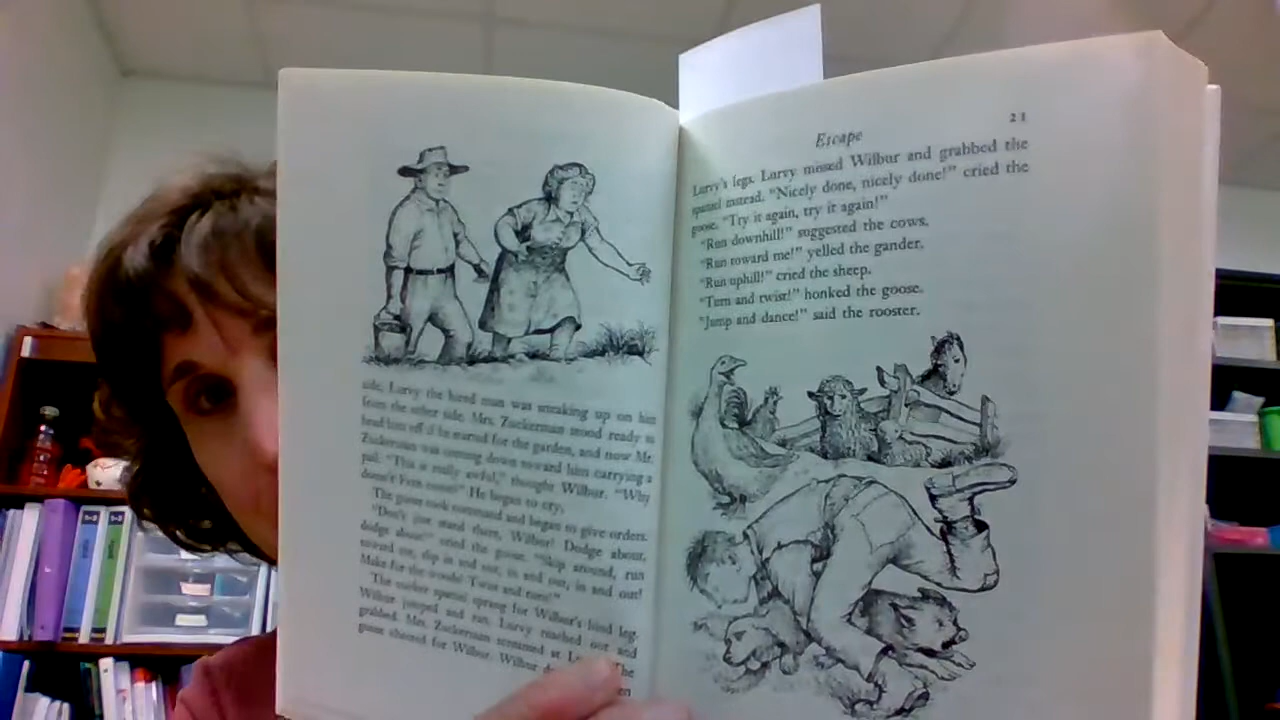 side, Lurvy the hired man was sneaking up on him
from the other side. Mrs. Zuckerman stood ready to
head him off if he started for the garden, and now Mr.
Zuckerman was coming down toward him carrying a
pail. "This is really awful," thought Wilbur. "Why
doesn't Fern come?" He began to cry.
The goose took command and began to give orders.
"Don't just stand there, Wilbur! Dodge about,
dodge about!" cried the goose. "Skip around, run
toward me, slip in and out, in and out, in and out!
Make for the woods! Twist and turn!"
The cocker spaniel sprang for Wilbur's hind leg.
Wilbur jumped and ran. Lurvy reached out and
grabbed. Mrs. Zuckerman screamed at The
goose cheered for Wilbur. Wilbur
Escape
21
Lurvy's legs. Lurvy missed Wilbur and grabbed the
spaniel instead. "Nicely done, nicely done!" cried the
goose. "Try it again, try it again!"
"Run downhill!" suggested the cows.
"Run toward me!" yelled the gander.
"Run uphill!" cried the sheep.
"Turn and twist!" honked the goose.
"Jump and dance!" said the rooster.